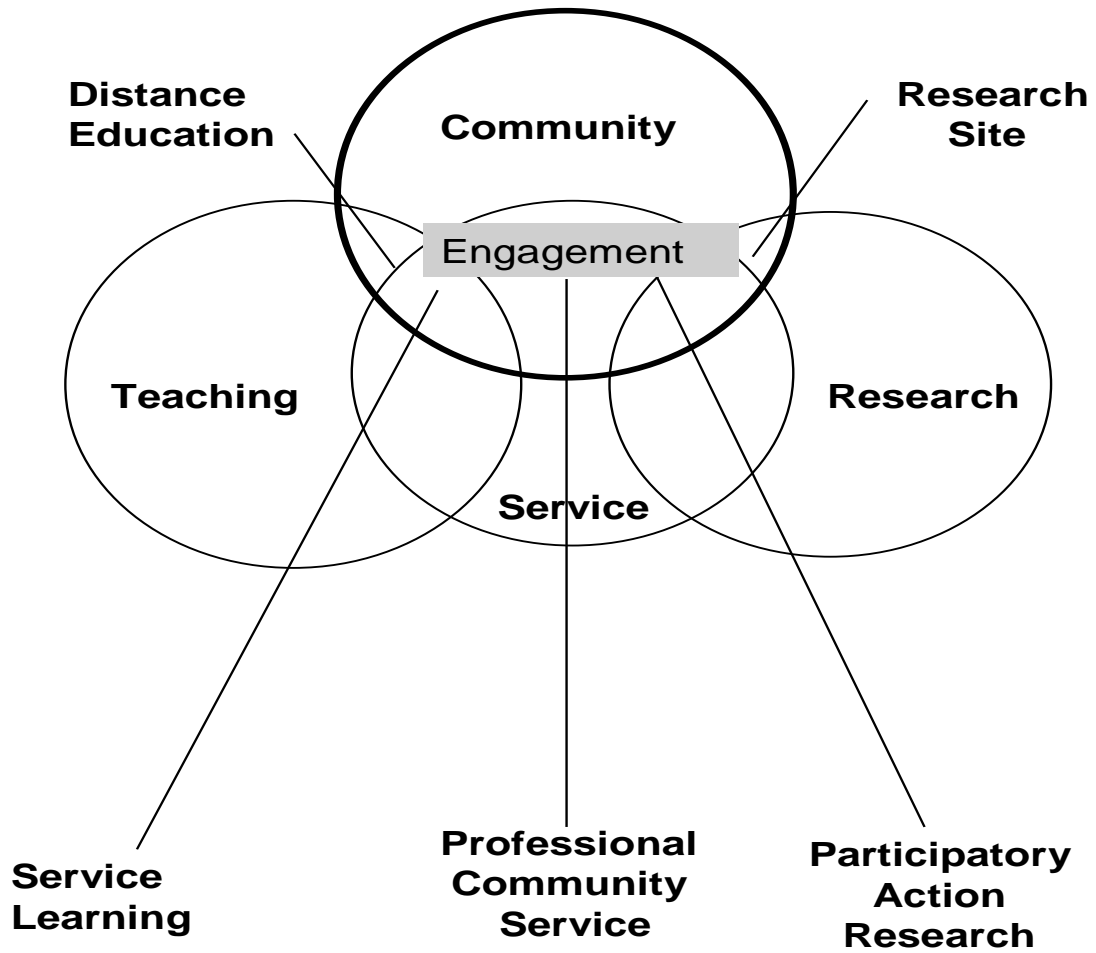 Distance
Education
Community
Research
Site
Engagement
Teaching
Research
Service
Service
Learning
Professional
Community
Service
Participatory
Action
Research